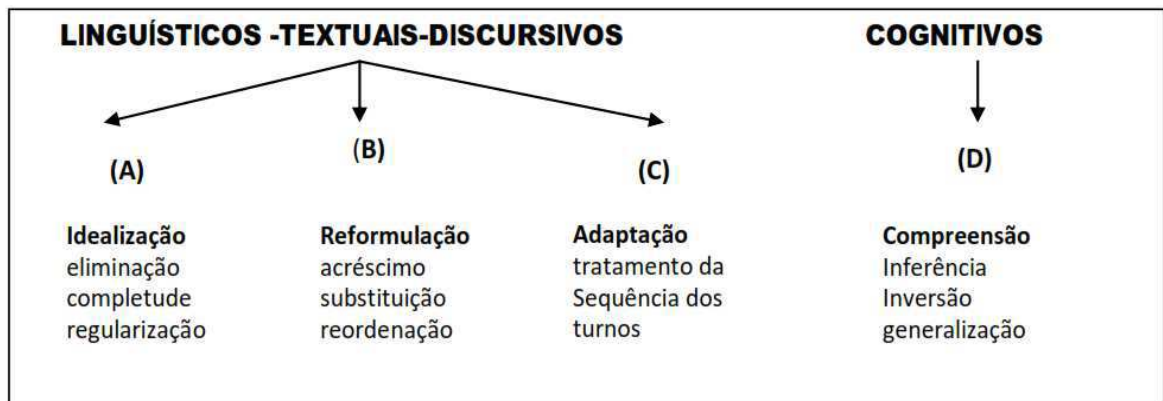 LINGUÍSTICOS -TEXTUAIS-DISCURSIVOS
COGNITIVOS
(A)
(B)
(C)
(D)
Idealização
eliminação
completude
regularização
Reformulação
acréscimo
substituição
reordenação
Adaptação
tratamento da
Sequência dos
turnos
Compreensão
Inferência
Inversão
generalização